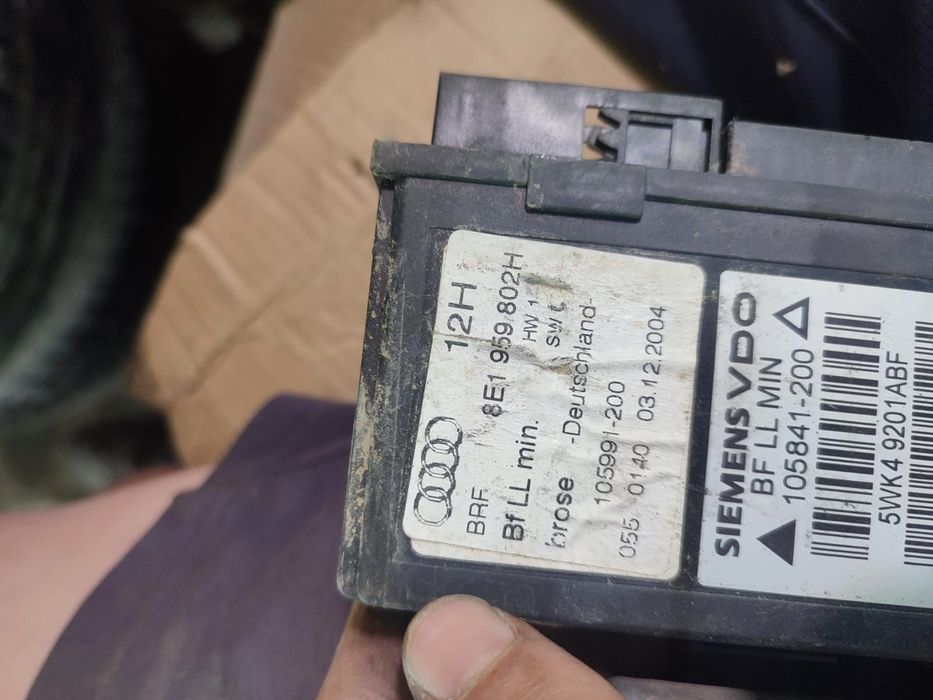 12H
8E1 959 802H
BRF HW 1
Bf LL min. SW
brose -Deutschland-
105991-200
055 0140 03.12.2004
SIEMENS VDO
BF LL MIN
105841-200
5WK4 9201ABF